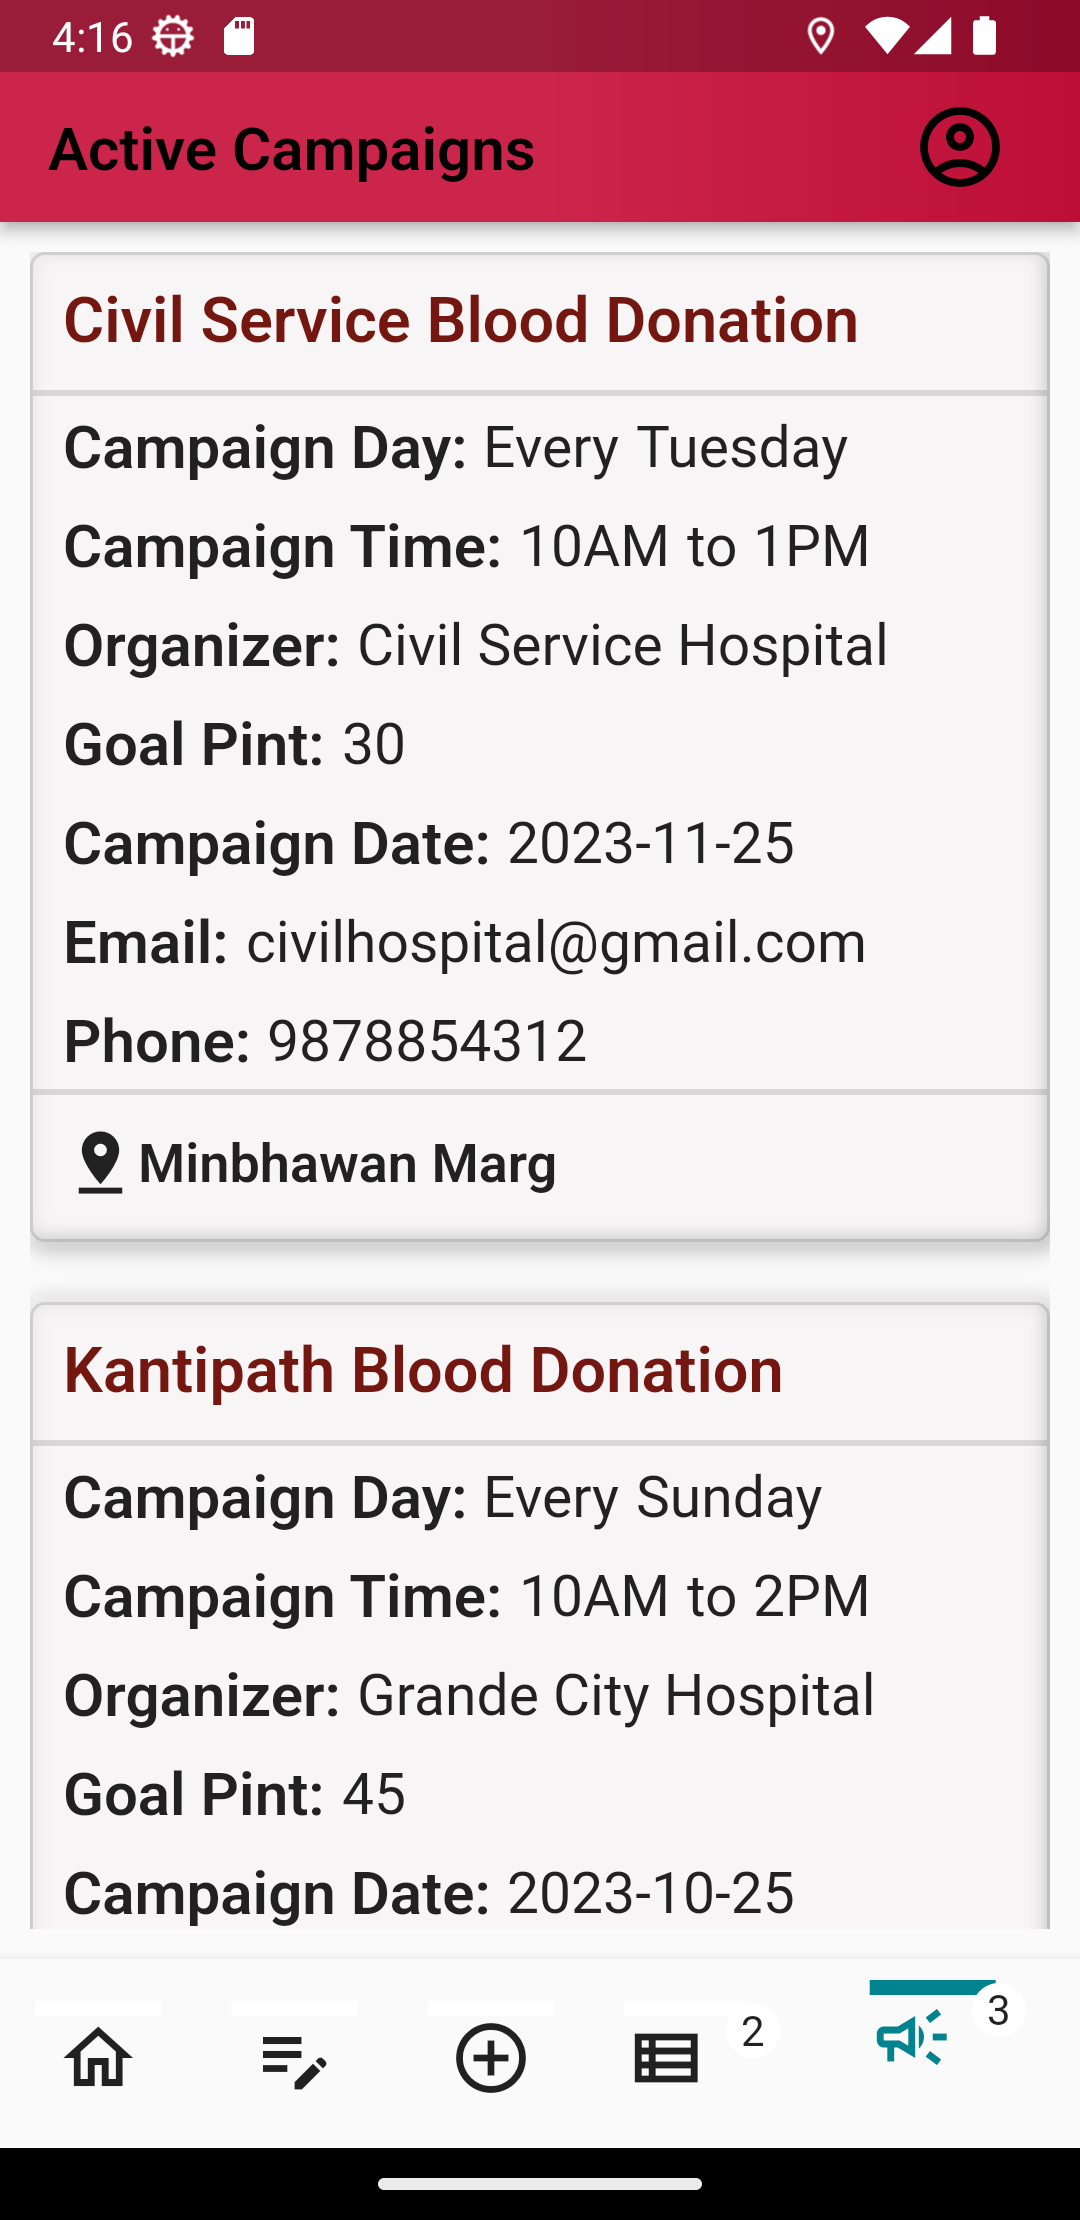 4:16
Active Campaigns
Civil Service Blood Donation
Campaign Day: Every Tuesday
Campaign Time: 10AM to 1PM
Organizer: Civil Service Hospital
Goal Pint: 30
Campaign Date: 2023-11-25
Email: civilhospital@gmail.com
Phone: 9878854312
Minbhawan Marg
Kantipath Blood Donation
Campaign Day: Every Sunday
Campaign Time: 10AM to 2PM
Organizer: Grande City Hospital
Goal Pint: 45
Campaign Date: 2023-10-25
2
3